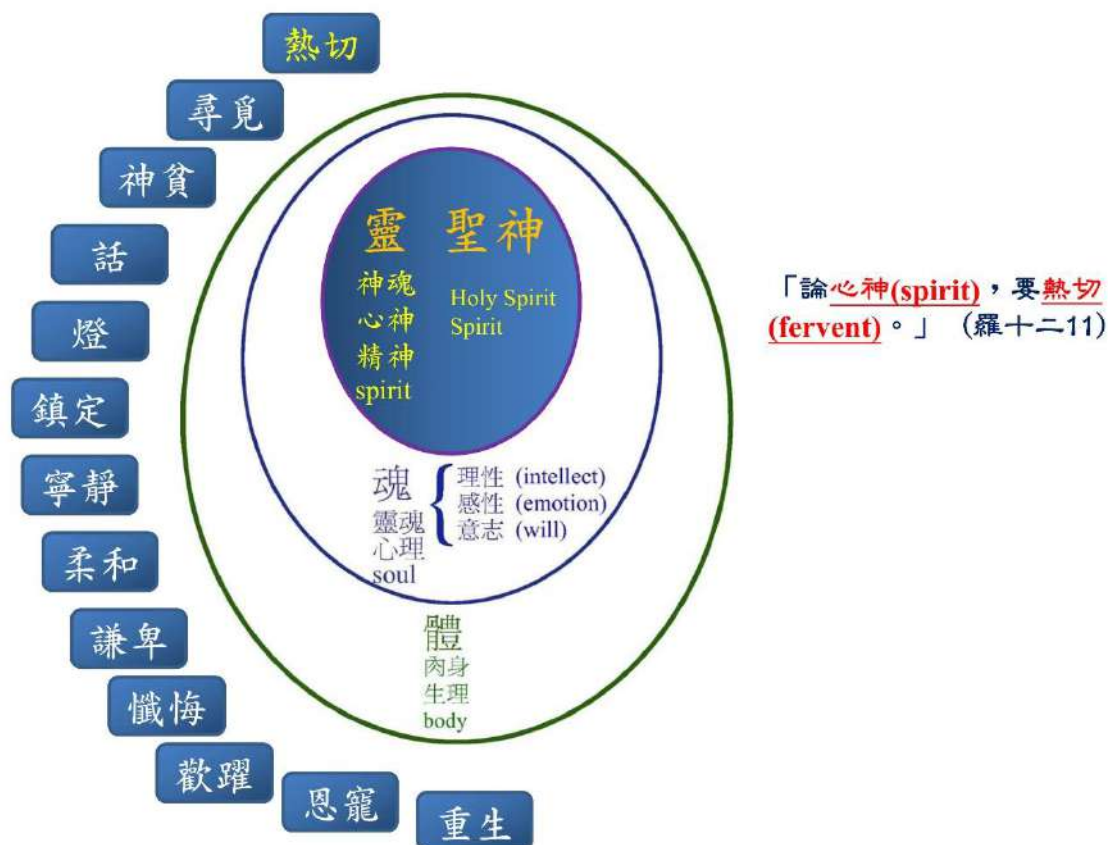 熱切
尋覓
神貧
話
燈
鎮定
寧靜
柔和
謙卑
懺悔
歡躍
恩寵
重生
靈 聖神
神魂
心神
精神
spirit
Holy Spirit
Spirit
魂
靈魂
心理
soul
理性 (intellect)
感性 (emotion)
意志 (will)
體
肉身
生理
body
「論心神(spirit)，要熱切
(fervent)。」 (羅十二11)